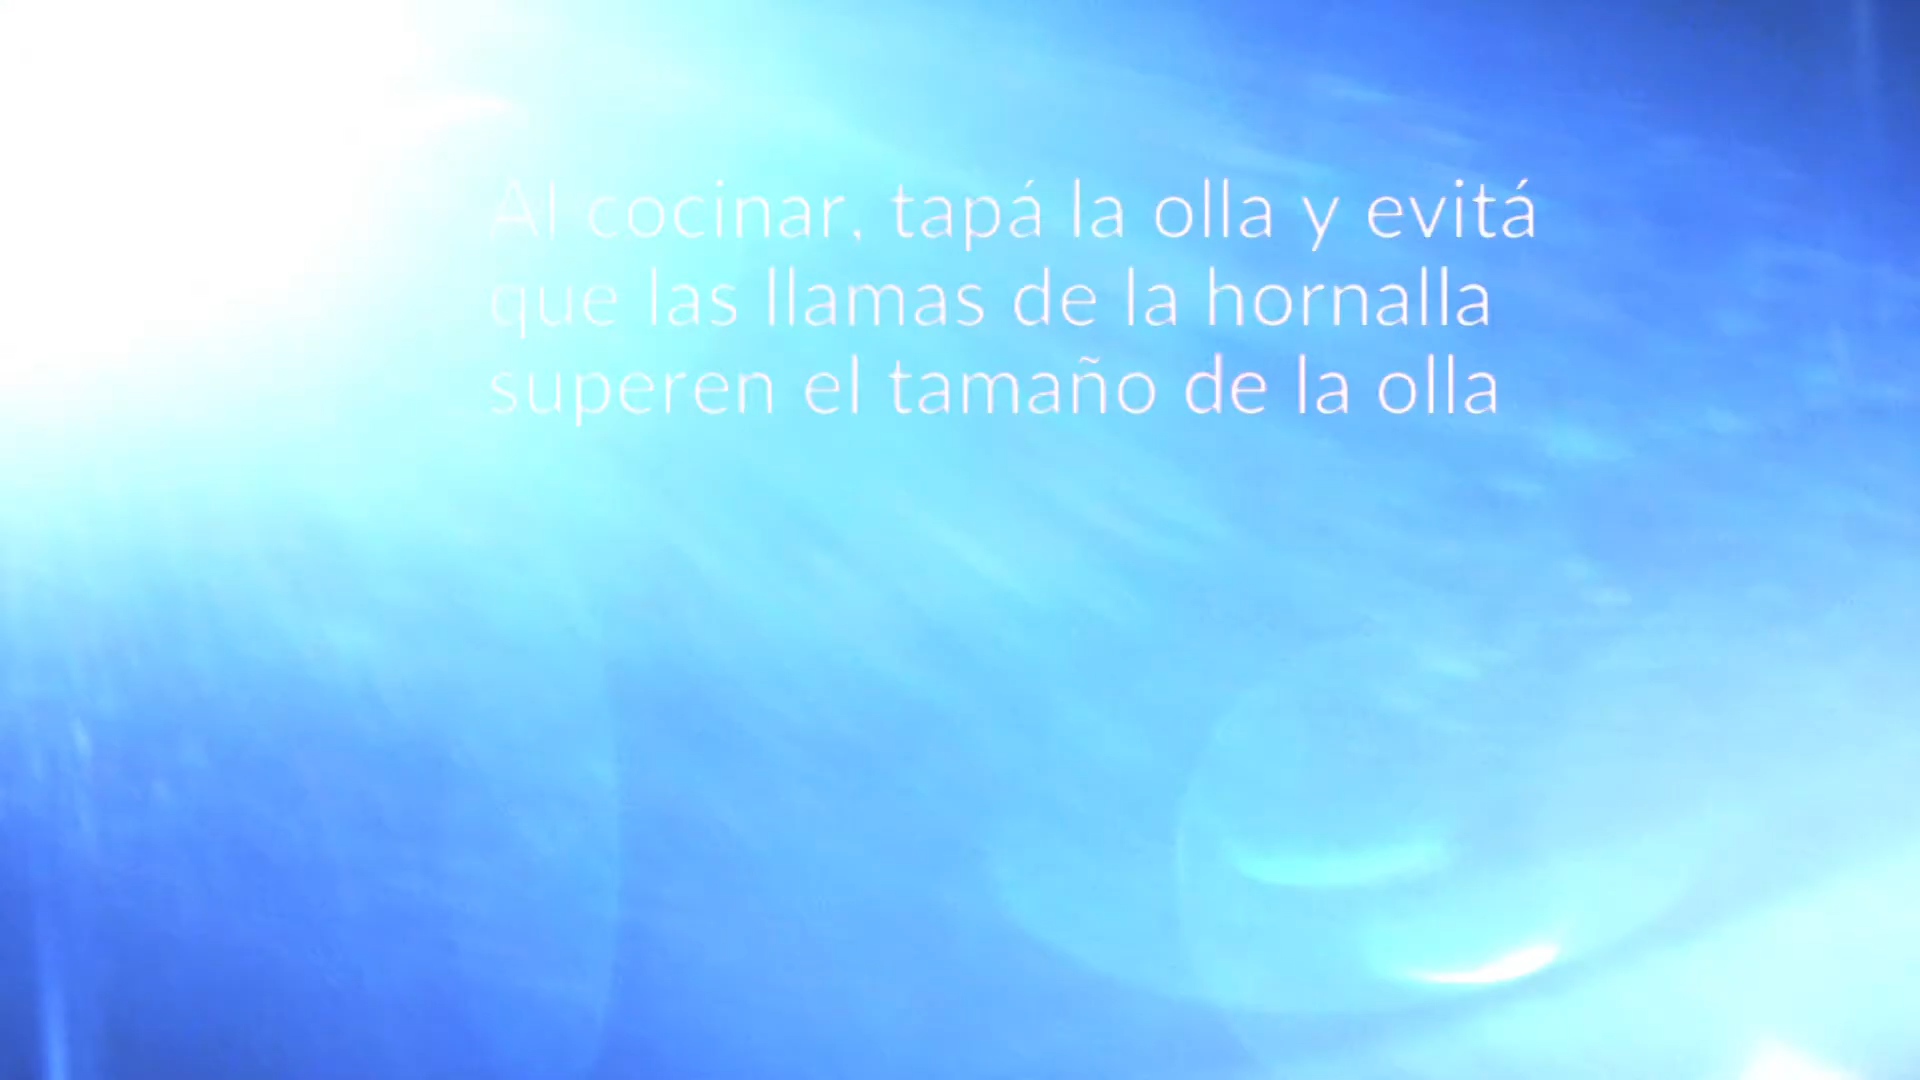 Al cocinar, tapá la olla y evitá
que las llamas de la hornalla
superen el tamaño de la olla